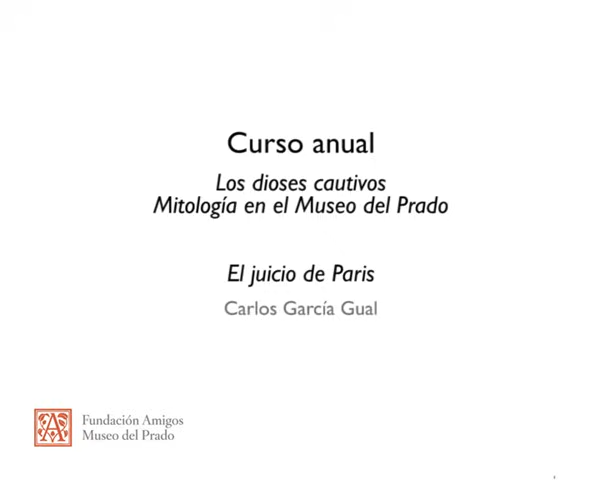 Curso anual
Los dioses cautivos
Mitología en el Museo del Prado
El juicio de Paris
Carlos García Gual
A
Fundación Amigos
Museo del Prado